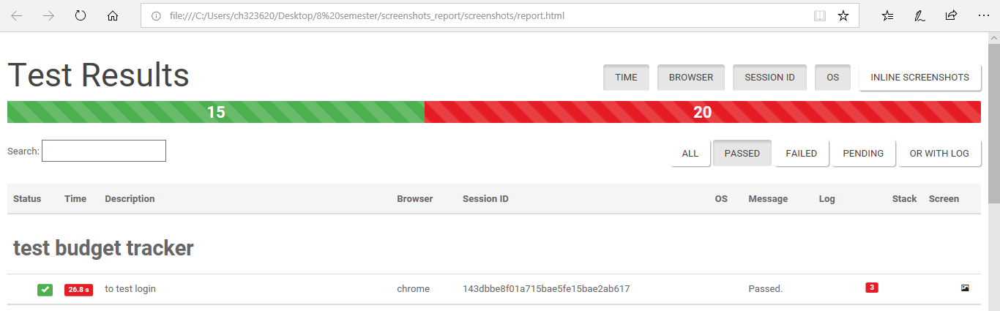 file:///C:/Users/ch323620/Desktop/8%20semester/screenshots_report/screenshots/report.html
Test Results
TIME BROWSER SESSION ID OS INLINE SCREENSHOTS
15 20
Search: ALL PASSED FAILED PENDING OR WITH LOG
Status Time Description Browser Session ID OS Message Log Stack Screen
test budget tracker
26.8 s to test login chrome 143dbbe8f01a715bae5fe15bae2ab617 Passed. 3